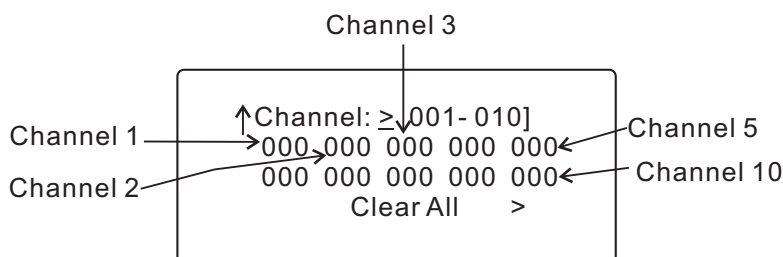 Channel 3
↑Channel: > 001-010]
Channel 1
000 000 000 000 000
Channel 5
Channel 2
000 000 000 000 000
Channel 10
Clear All >